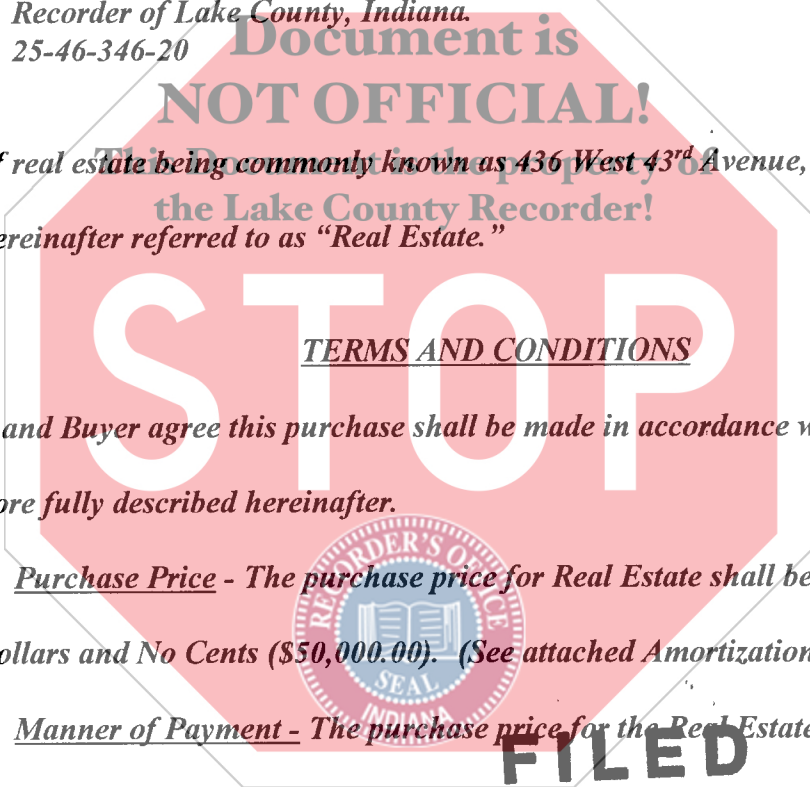 Recorder of Lake County, Indiana.
25-46-346-20
Document is
NOT OFFICIAL!
real estate being commonly known as 436 West 43rd Avenue,
This Document is the property of
the Lake County Recorder!
ereinafter referred to as “Real Estate.”
STOP
TERMS AND CONDITIONS
and Buyer agree this purchase shall be made in accordance w
ore fully described hereinafter.
Purchase Price - The purchase price for Real Estate shall be
ollars and No Cents ($50,000.00). (See attached Amortization
RECORDER'S OFFICE
SEAL
INDIANA
Manner of Payment - The purchase price for the Real Estate
FILED